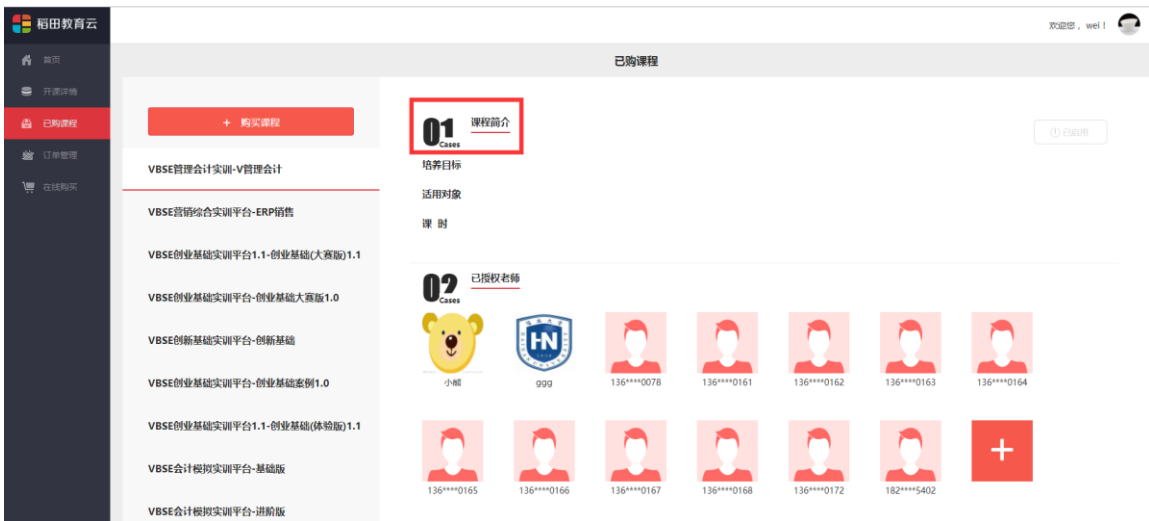 稻田教育云
欢迎您，wei！
已购课程
首页
开课详情
已购课程
订单管理
在线购买
+ 购买课程
VBSE管理会计实训-V管理会计
VBSE营销综合实训平台-ERP销售
VBSE创业基础实训平台1.1-创业基础(大赛版)1.1
VBSE创业基础实训平台-创业基础大赛版1.0
VBSE创新基础实训平台-创新基础
VBSE创业基础实训平台-创业基础案例1.0
VBSE创业基础实训平台1.1-创业基础(体验版)1.1
VBSE会计模拟实训平台-基础版
VBSE会计模拟实训平台-进阶版
01 Cases 课程简介
已启用
培养目标
适用对象
课 时
02 Cases 已授权老师
HN
小熊 ggg 136****0078 136****0161 136****0162 136****0163 136****0164
136****0165 136****0166 136****0167 136****0168 136****0172 182****5402